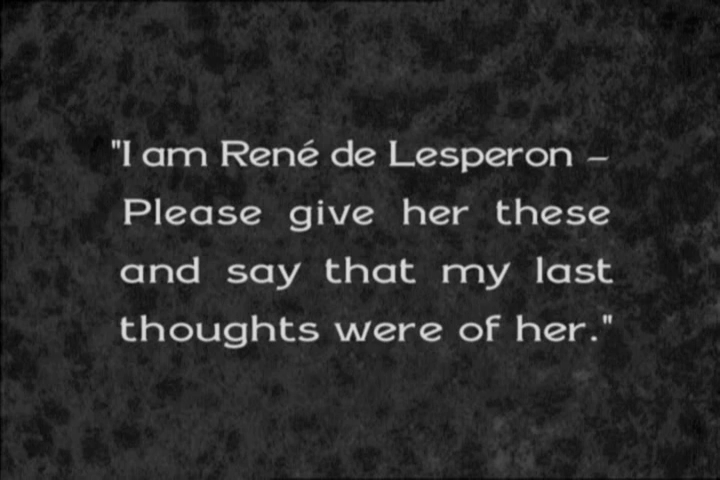 "I am René de Lesperon –
Please give her these
and say that my last
thoughts were of her."